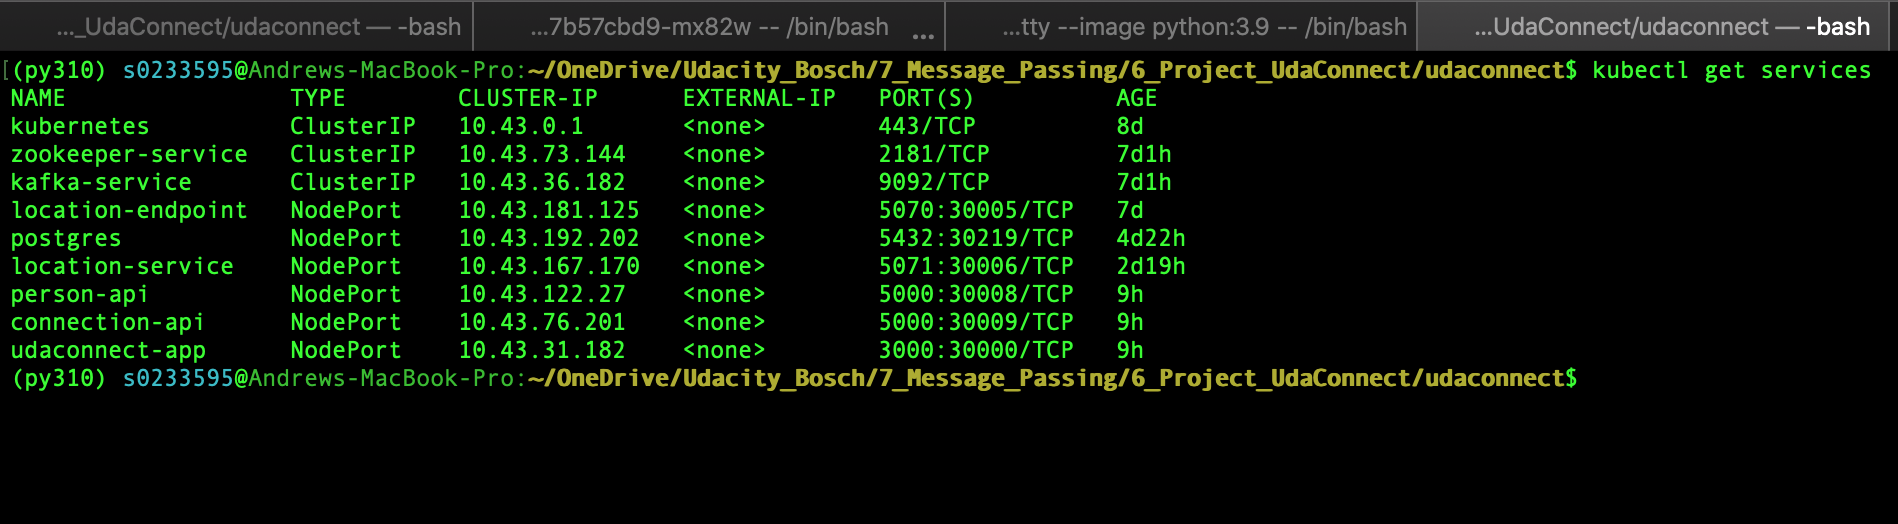 ..._UdaConnect/udaconnect — -bash
...7b57cbd9-mx82w -- /bin/bash ...
...tty --image python:3.9 -- /bin/bash
...UdaConnect/udaconnect — -bash
[(py310) s0233595@Andrews-MacBook-Pro:~/OneDrive/Udacity_Bosch/7_Message_Passing/6_Project_UdaConnect/udaconnect$ kubectl get services
NAME TYPE CLUSTER-IP EXTERNAL-IP PORT(S) AGE
kubernetes ClusterIP 10.43.0.1 <none> 443/TCP 8d
zookeeper-service ClusterIP 10.43.73.144 <none> 2181/TCP 7d1h
kafka-service ClusterIP 10.43.36.182 <none> 9092/TCP 7d1h
location-endpoint NodePort 10.43.181.125 <none> 5070:30005/TCP 7d
postgres NodePort 10.43.192.202 <none> 5432:30219/TCP 4d22h
location-service NodePort 10.43.167.170 <none> 5071:30006/TCP 2d19h
person-api NodePort 10.43.122.27 <none> 5000:30008/TCP 9h
connection-api NodePort 10.43.76.201 <none> 5000:30009/TCP 9h
udaconnect-app NodePort 10.43.31.182 <none> 3000:30000/TCP 9h
(py310) s0233595@Andrews-MacBook-Pro:~/OneDrive/Udacity_Bosch/7_Message_Passing/6_Project_UdaConnect/udaconnect$